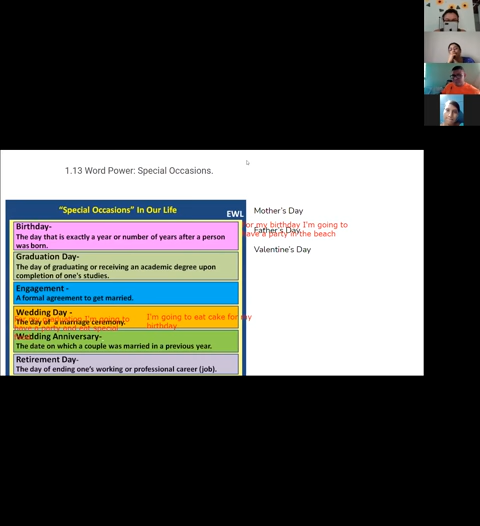 1.13 Word Power: Special Occasions.
"Special Occasions" In Our Life
EWL
Mother's Day
Birthday-
or my birthday I'm going to
ave a party in the beach
Father's Day
The day that is exactly a year or number of years after a person
was born.
Valentine's Day
Graduation Day-
The day of graduating or receiving an academic degree upon
completion of one's studies.
Engagement -
A formal agreement to get married.
Wedding Day -
I'm going to eat cake for my
birthday
The day of a marriage ceremony.
Wedding Anniversary-
The date on which a couple was married in a previous year.
Retirement Day-
The day of ending one's working or professional career (job).